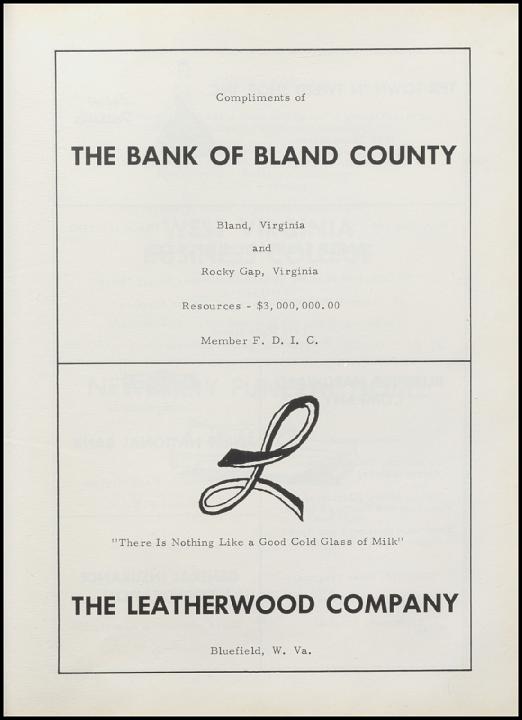 Compliments of
THE BANK OF BLAND COUNTY
Bland, Virginia
and
Rocky Gap, Virginia
Resources - $3,000,000.00
Member F. D. I. C.
L
"There Is Nothing Like a Good Cold Glass of Milk"
THE LEATHERWOOD COMPANY
Bluefield, W. Va.